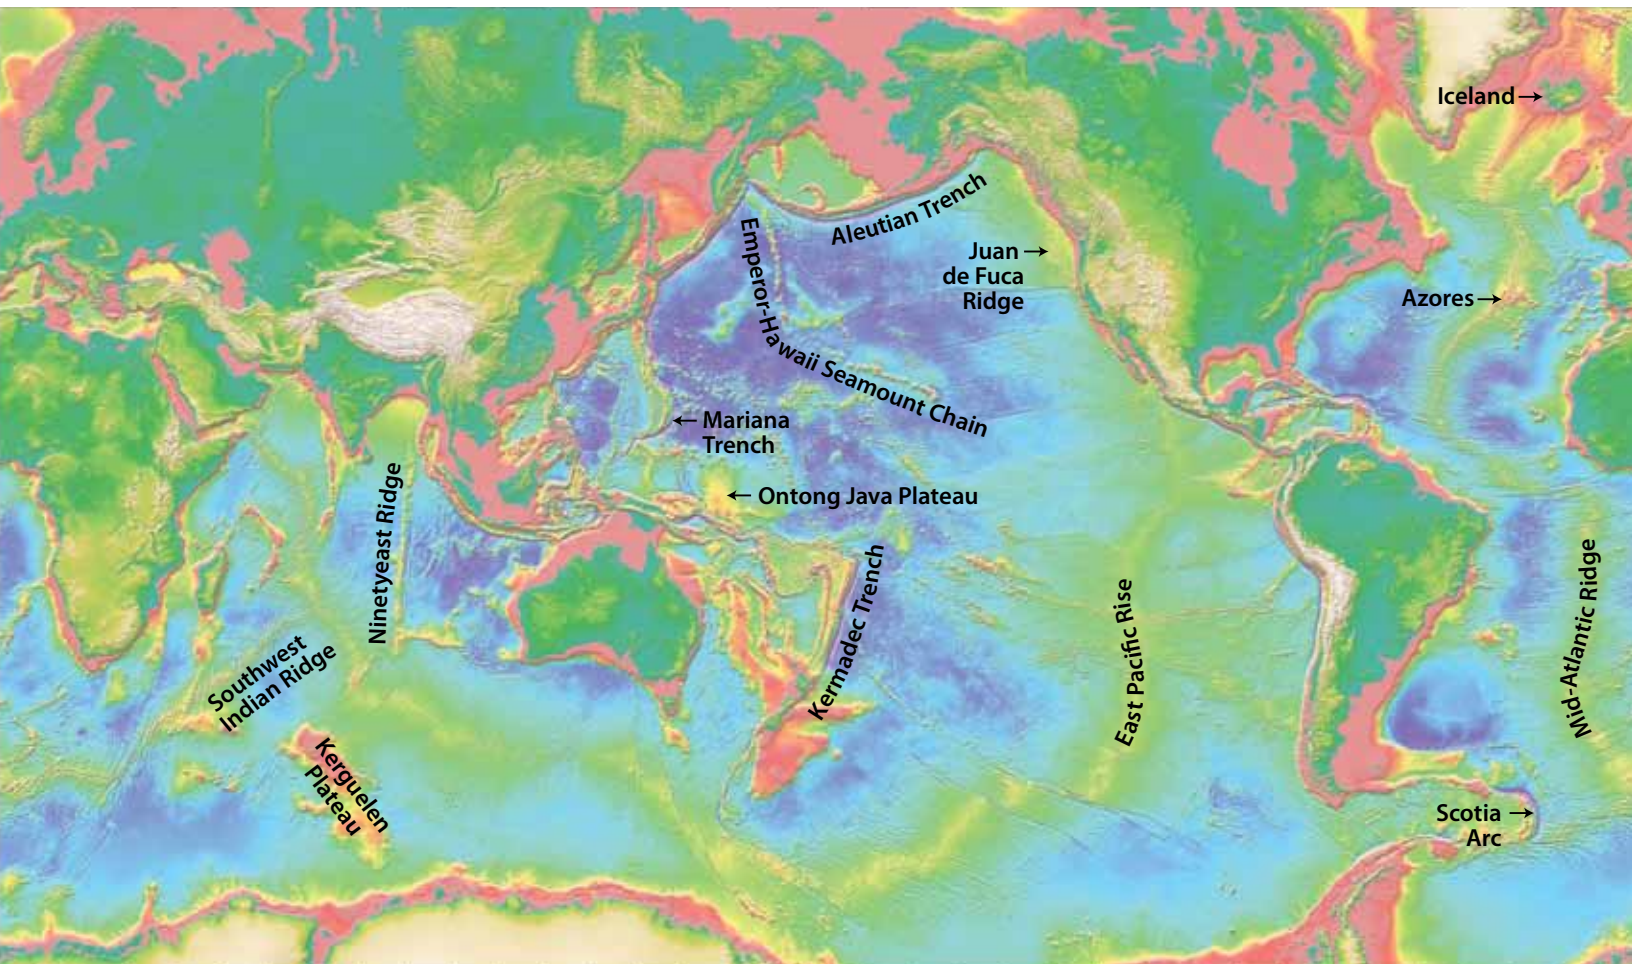 Iceland
Aleutian Trench
Emperor-Hawaii Seamount Chain
Juan
de Fuca
Ridge
Azores
Mariana
Trench
Ontong Java Plateau
Ninetyeast Ridge
Kermadec Trench
East Pacific Rise
Mid-Atlantic Ridge
Southwest
Indian Ridge
Kerguelen
Plateau
Scotia
Arc